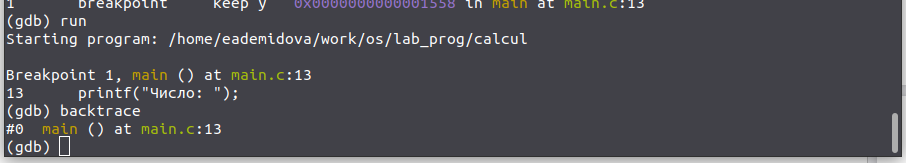 1       breakpoint     keep y   0x0000000000001558 in main at main.c:13
(gdb) run
Starting program: /home/eademidova/work/os/lab_prog/calcul
Breakpoint 1, main () at main.c:13
13      printf("Число: ");
(gdb) backtrace
#0  main () at main.c:13
(gdb)